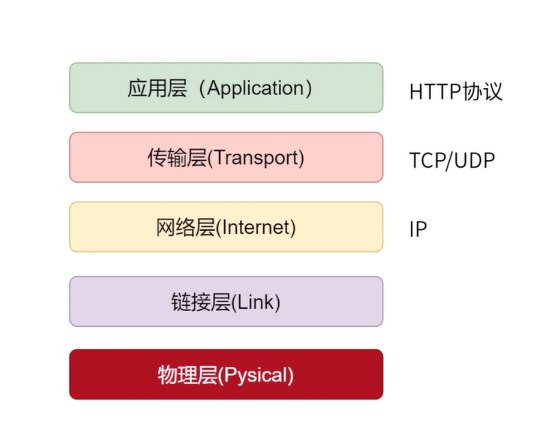 应用层（Application） HTTP协议
传输层(Transport) TCP/UDP
网络层(Internet) IP
链接层(Link)
物理层(Pysical)